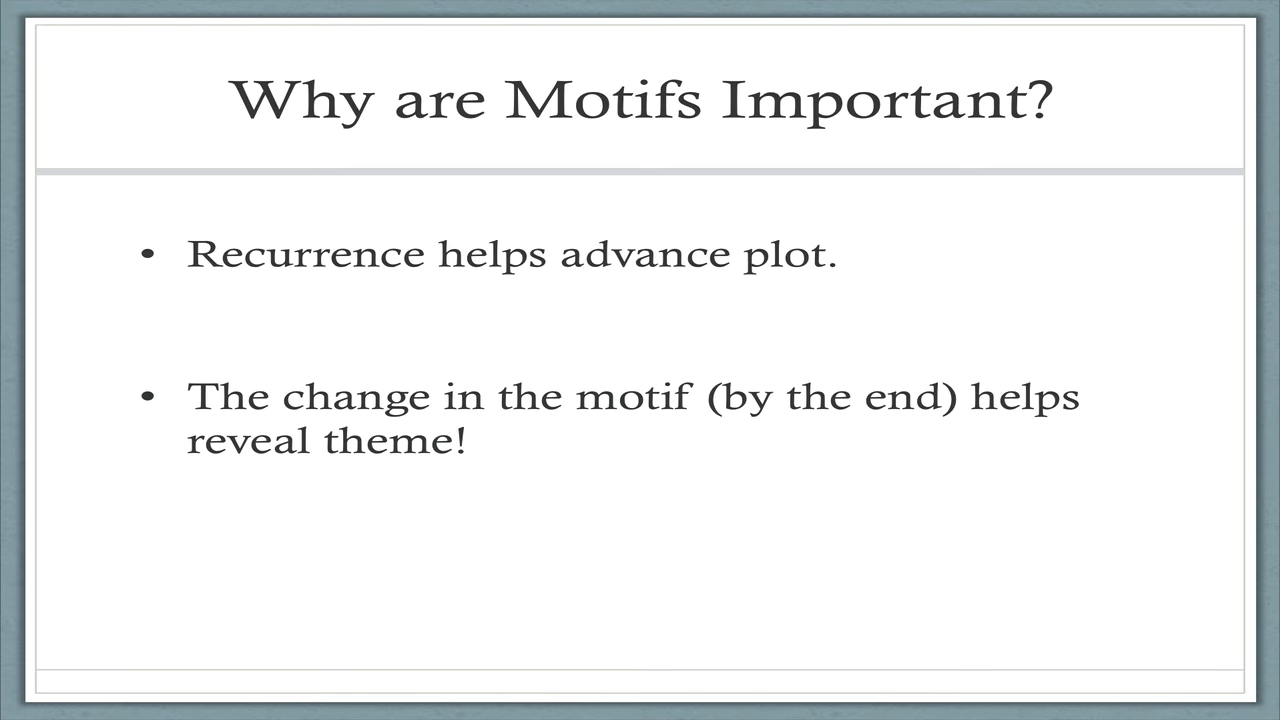 Why are Motifs Important?
• Recurrence helps advance plot.
• The change in the motif (by the end) helps
reveal theme!